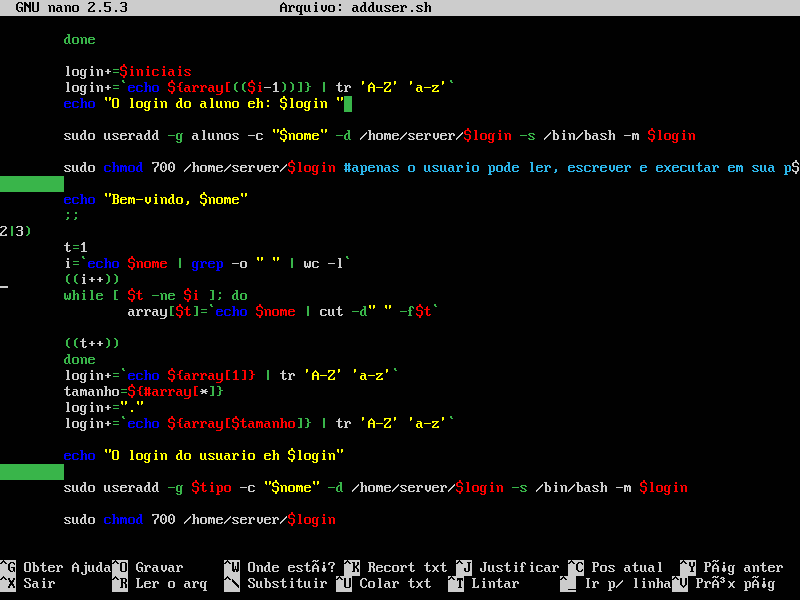 GNU nano 2.5.3 Arquivo: adduser.sh
done
login+=$iniciais
login+=`echo ${array[(($i-1))]} | tr 'A-Z' 'a-z'`
echo "O login do aluno eh: $login "
sudo useradd -g alunos -c "$nome" -d /home/server/$login -s /bin/bash -m $login
sudo chmod 700 /home/server/$login #apenas o usuario pode ler, escrever e executar em sua p$
echo "Bem-vindo, $nome"
;;
2|3)
t=1
i=`echo $nome | grep -o " " | wc -l`
((i++))
while [ $t -ne $i ]; do
array[$t]=`echo $nome | cut -d" " -f$t`
((t++))
done
login+=`echo ${array[1]} | tr 'A-Z' 'a-z'`
tamanho=${#array[*]}
login+="."
login+=`echo ${array[$tamanho]} | tr 'A-Z' 'a-z'`
echo "O login do usuario eh $login"
sudo useradd -g $tipo -c "$nome" -d /home/server/$login -s /bin/bash -m $login
sudo chmod 700 /home/server/$login
^G Obter Ajuda ^O Gravar ^W Onde estÃ¡? ^K Recort txt ^J Justificar ^C Pos atual ^Y PÃ¡g anter
^X Sair ^R Ler o arq ^\ Substituir ^U Colar txt ^T Lintar ^_ Ir p/ linha ^V PrÃ³x pÃ¡g